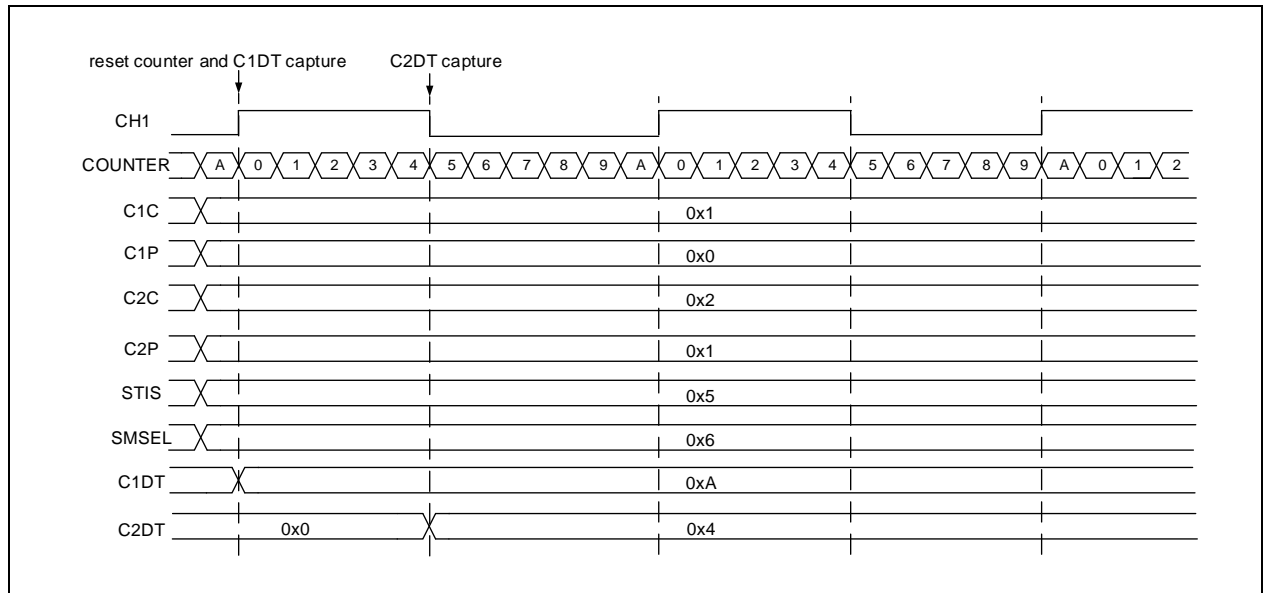 reset counter and C1DT capture C2DT capture
CH1
COUNTER A 0 1 2 3 4 5 6 7 8 9 A 0 1 2 3 4 5 6 7 8 9 A 0 1 2
C1C 0x1
C1P 0x0
C2C 0x2
C2P 0x1
STIS 0x5
SMSEL 0x6
C1DT 0xA
C2DT 0x0 0x4